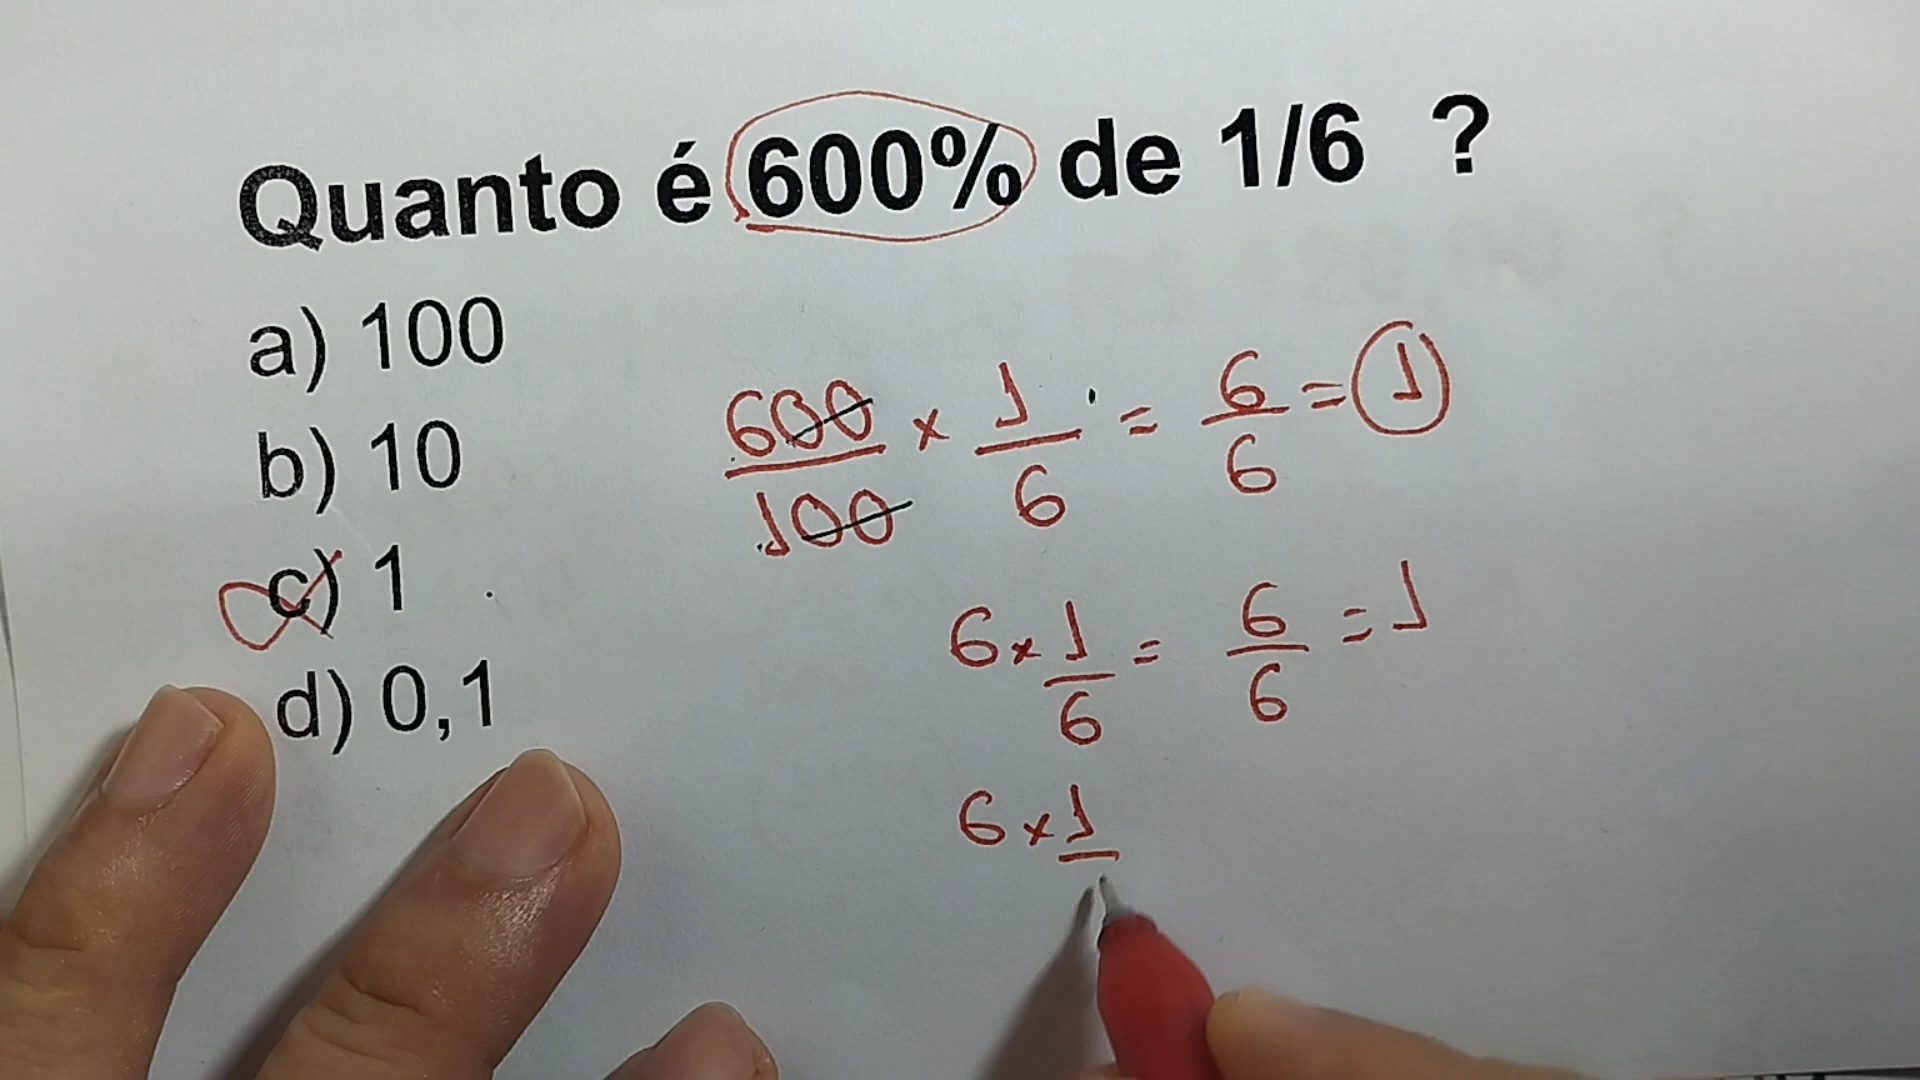 Quanto é 600% de 1/6 ?
a) 100
b) 10
c) 1
d) 0,1
600/100 × 1/6 = 6/6 = 1
6 × 1/6 = 6/6 = 1
6 × 1